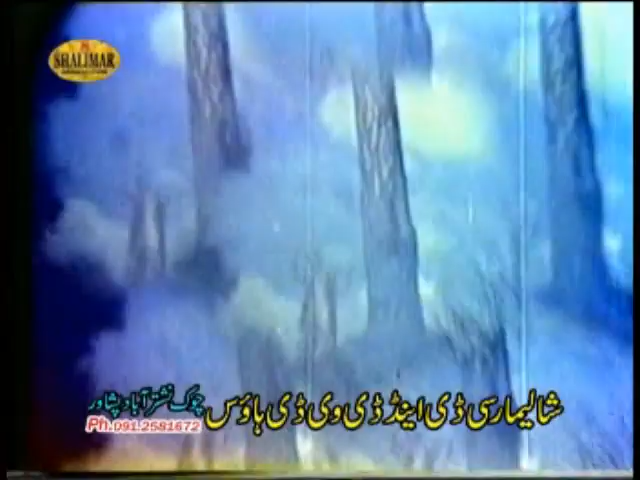 SHALIMAR
شالیمار سی ڈی اینڈ ڈی وی ڈی ہاؤس
چوک نشتر آباد پشاور
Ph.091.2581672